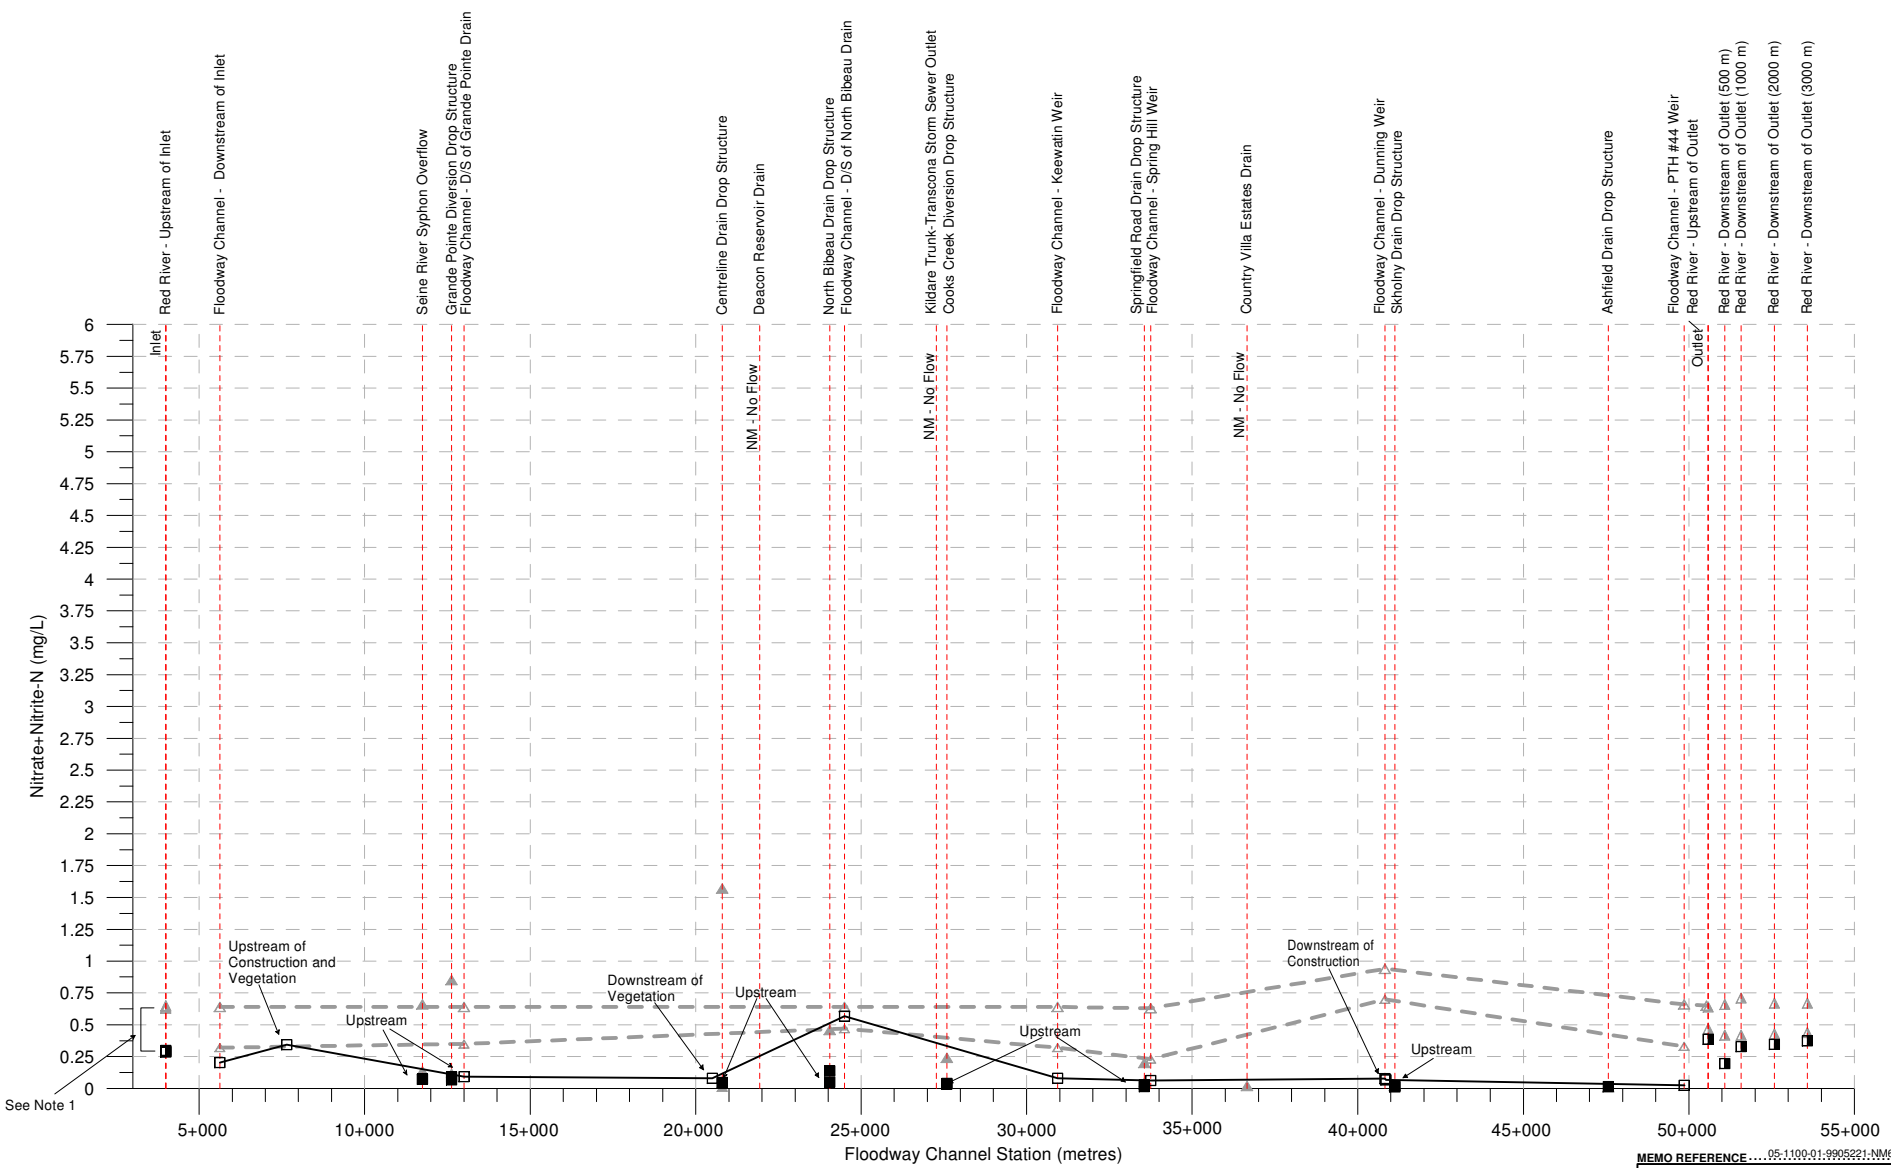 Red River - Upstream of Inlet
Floodway Channel - Downstream of Inlet
Seine River Syphon Overflow
Grande Pointe Diversion Drop Structure
Floodway Channel - D/S of Grande Pointe Drain
Centreline Drain Drop Structure
Deacon Reservoir Drain
North Bibeau Drain Drop Structure
Floodway Channel - D/S of North Bibeau Drain
Kildare Trunk-Transcona Storm Sewer Outlet
Cooks Creek Diversion Drop Structure
Floodway Channel - Keewatin Weir
Springfield Road Drain Drop Structure
Floodway Channel - Spring Hill Weir
Country Villa Estates Drain
Floodway Channel - Dunning Weir
Skholny Drain Drop Structure
Ashfield Drain Drop Structure
Floodway Channel - PTH #44 Weir
Red River - Upstream of Outlet
Red River - Downstream of Outlet (500 m)
Red River - Downstream of Outlet (1000 m)
Red River - Downstream of Outlet (2000 m)
Red River - Downstream of Outlet (3000 m)
Inlet
NM - No Flow
NM - No Flow
NM - No Flow
Outlet
6
5.75
5.5
5.25
5
4.75
4.5
4.25
4
3.75
3.5
3.25
3
2.75
2.5
2.25
2
1.75
1.5
1.25
1
0.75
0.5
0.25
0
Nitrate+Nitrite-N (mg/L)
Upstream of
Construction and
Vegetation
Upstream
Downstream of
Vegetation
Upstream
Upstream
Downstream of
Construction
Upstream
See Note 1
5+000
10+000
15+000
20+000
25+000
30+000
35+000
40+000
45+000
50+000
55+000
Floodway Channel Station (metres)
MEMO REFERENCE ..... 05-1100-01-9905221-NM